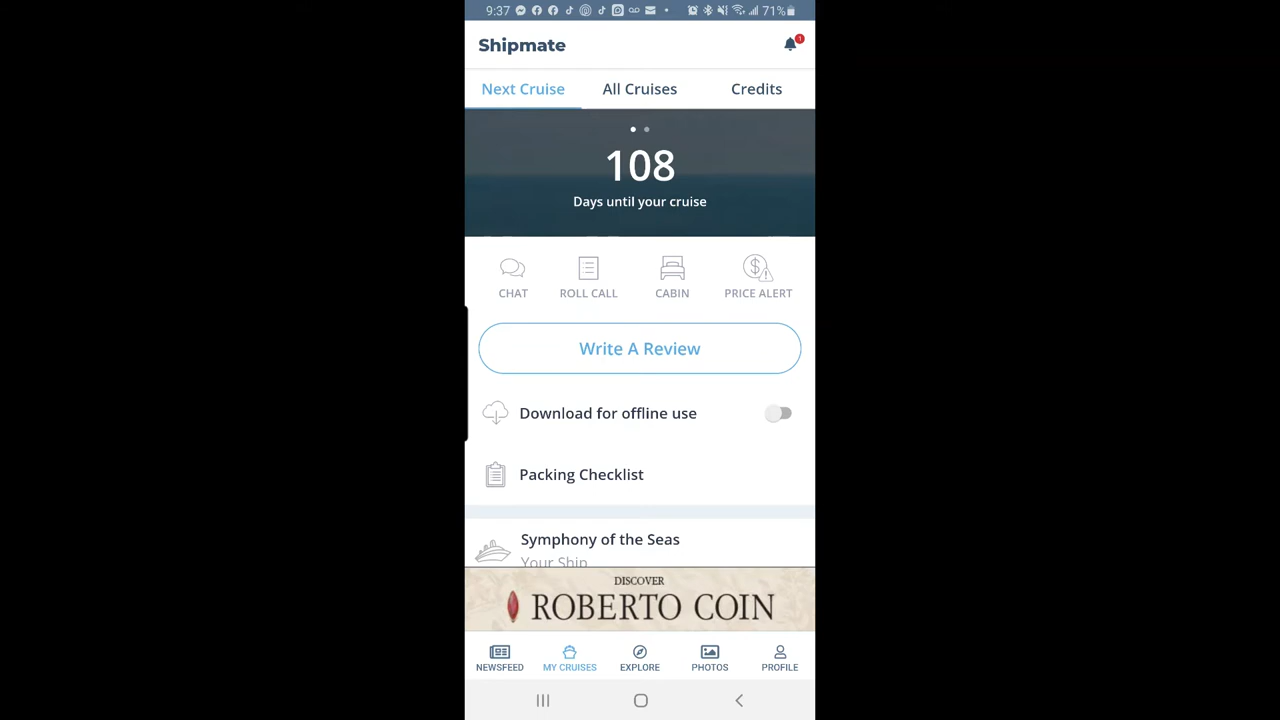 9:37 71%
Shipmate
1
Next Cruise All Cruises Credits
108
Days until your cruise
CHAT ROLL CALL CABIN PRICE ALERT
Write A Review
Download for offline use
Packing Checklist
Symphony of the Seas
Your Ship
DISCOVER
ROBERTO COIN
NEWSFEED MY CRUISES EXPLORE PHOTOS PROFILE